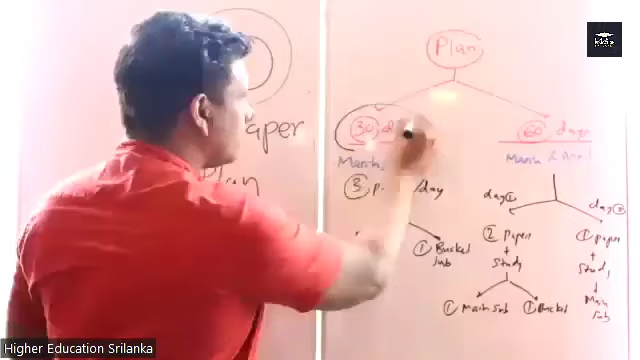 Plan
aper
Plan
30 d
60 days
March,
March & April
3 p /day
1 Bucket
Sub
day 1
2 Paper
+
Study
1 Main Sub
1 Bucket
day 2
1 Paper
+
Study
Main
Sub
Higher Education Srilanka